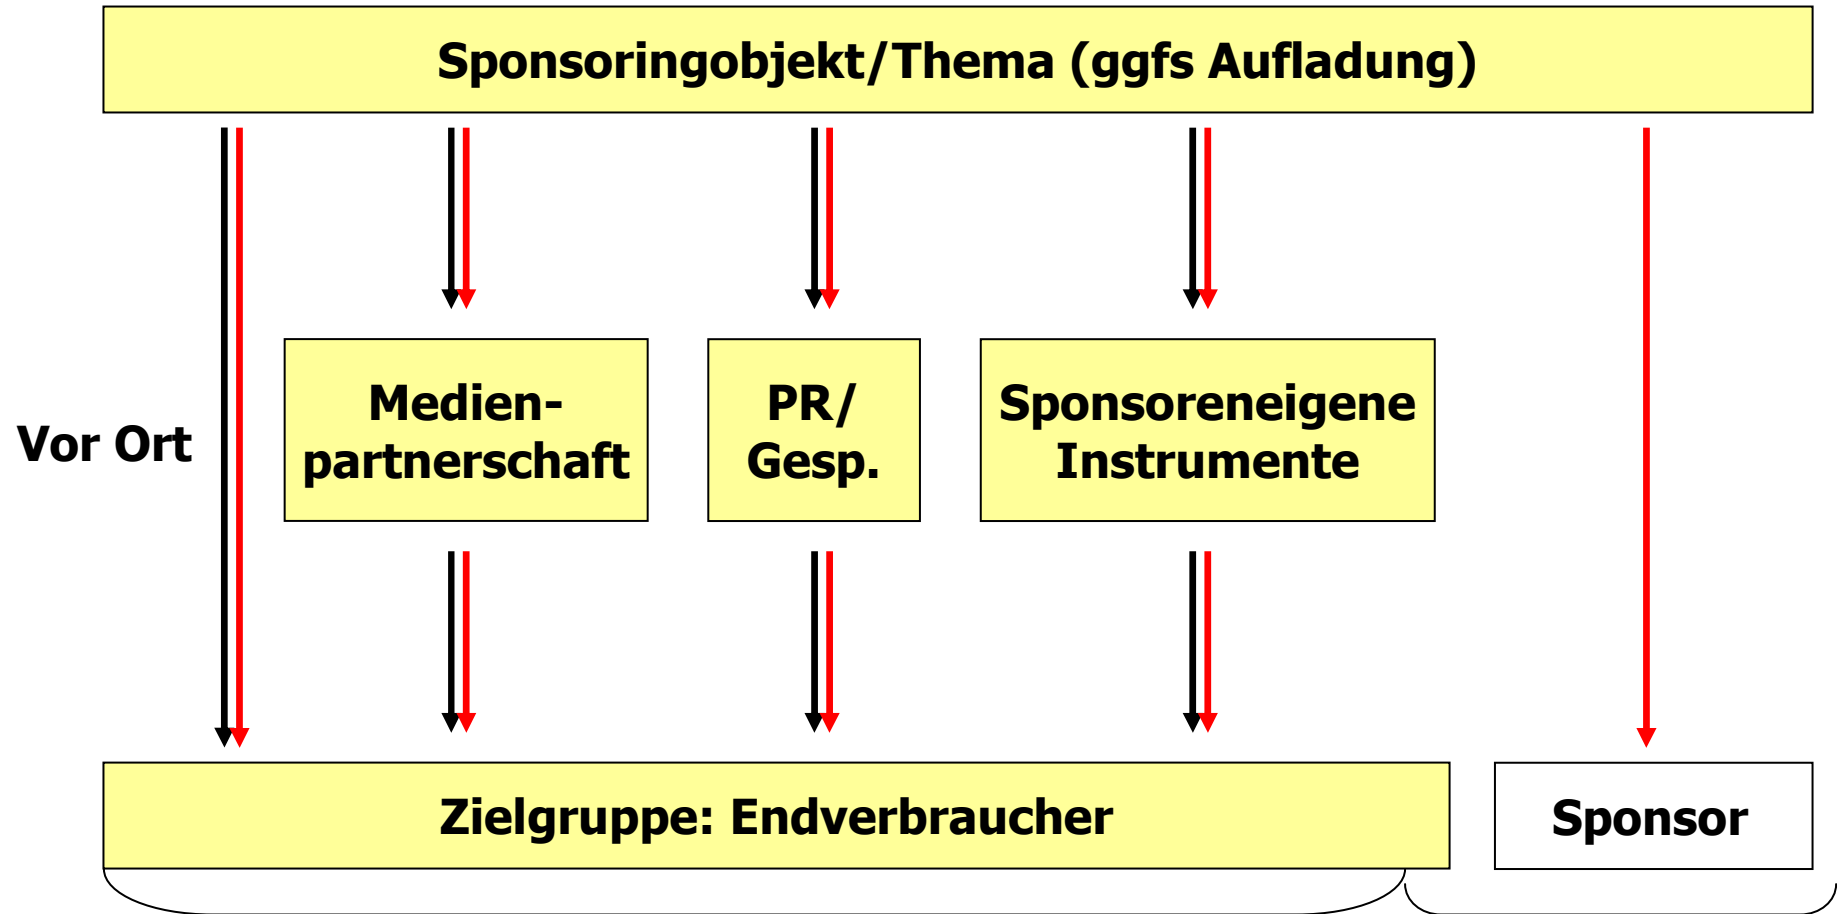 Sponsoringobjekt/Thema (ggfs Aufladung)
Vor Ort
Medien-
partnerschaft
PR/
Gesp.
Sponsoreneigene
Instrumente
Zielgruppe: Endverbraucher
Sponsor